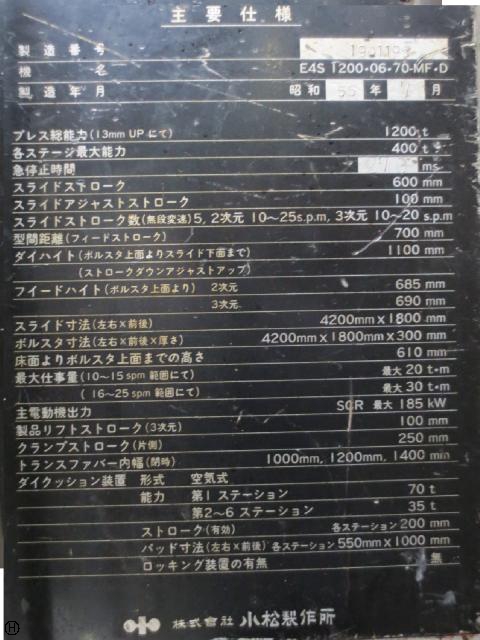 主要仕様
製造番号
機名 E4S 1200・06・70-MF・D
製造年月 昭和 55 年 月
プレス総能力(13mm UPにて) 1200 t
各ステージ最大能力 400 t
急停止時間 ms
スライドストローク 600 mm
スライドアジャストストローク 100 mm
スライドストローク数(無段変速)5, 2次元 10〜25s.p.m, 3次元 10〜20 s.p.m
型間距離(フィードストローク) 700 mm
ダイハイト(ボルスタ上面よりスライド下面まで) 1100 mm
(ストロークダウンアジャストアップ)
フイードハイト(ボルスタ上面より) 2次元 685 mm
3次元 690 mm
スライド寸法(左右×前後) 4200mm×1800 mm
ボルスタ寸法(左右×前後×厚さ) 4200mm×1800mm×300 mm
床面よりボルスタ上面までの高さ 610 mm
最大仕事量(10〜15 spm 範囲にて) 最大 20 t・m
(16〜25 spm 範囲にて) 最大 30 t・m
主電動機出力 SCR 最大 185 kW
製品リフトストローク(3次元) 100 mm
クランプストローク(片側) 250 mm
トランスファバー内幅(閉時) 1000mm, 1200mm, 1400 mm
ダイクッション装置 形式 空気式
能力 第1ステーション 70 t
第2〜6ステーション 35 t
ストローク(有効) 各ステーション 200 mm
パッド寸法(左右×前後) 各ステーション 550mm×1000 mm
ロッキング装置の有無 無
株式会社 小松製作所
H